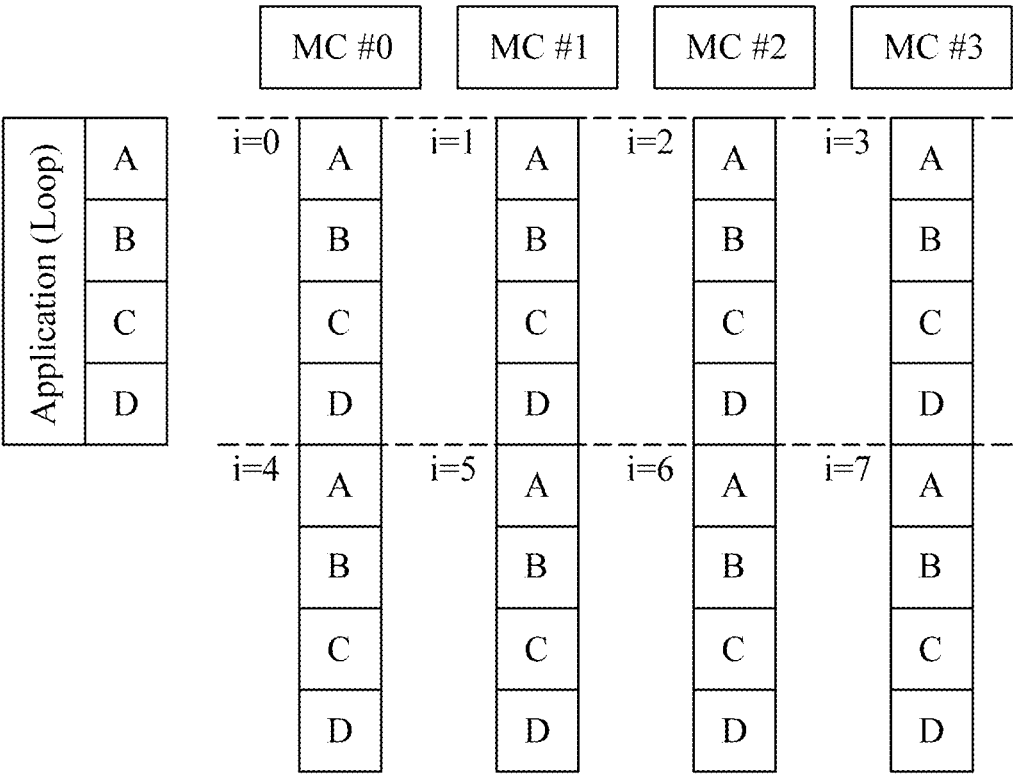 MC #0 MC #1 MC #2 MC #3
Application (Loop)
A i=0 A i=1 A i=2 A i=3 A
B B B B B
C C C C C
D D D D D
i=4 A i=5 A i=6 A i=7 A
B B B B
C C C C
D D D D